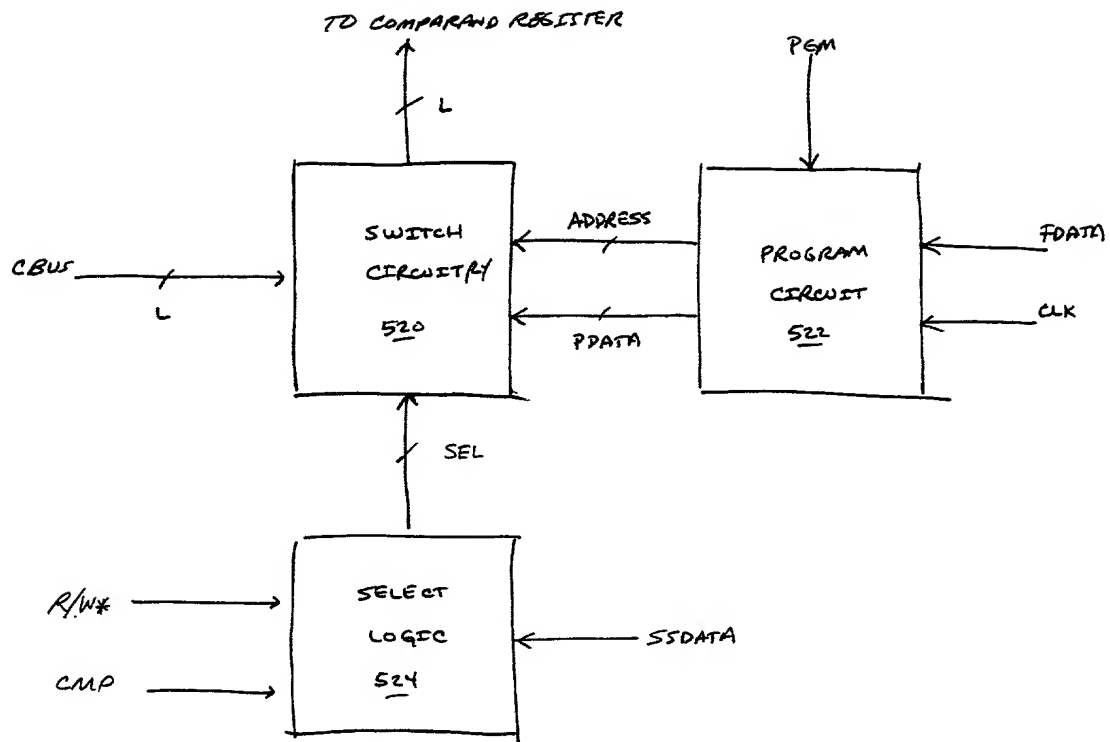 TO COMPARAND REGISTER
PGM
L
SWITCH
CIRCUITRY
520
ADDRESS
PDATA
PROGRAM
CIRCUIT
522
FDATA
CLK
CBUS
L
SEL
R/W*
CMP
SELECT
LOGIC
524
SSDATA